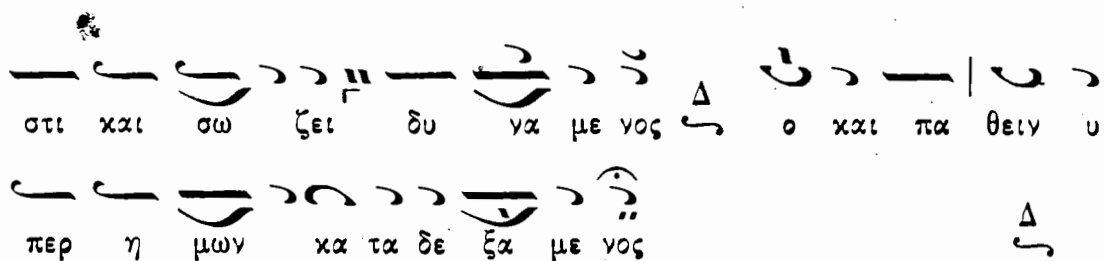 στι και σω ζει δυ να με νος Δ ο και πα θειν υ
περ η μων κα τα δε ξα με νος Δ